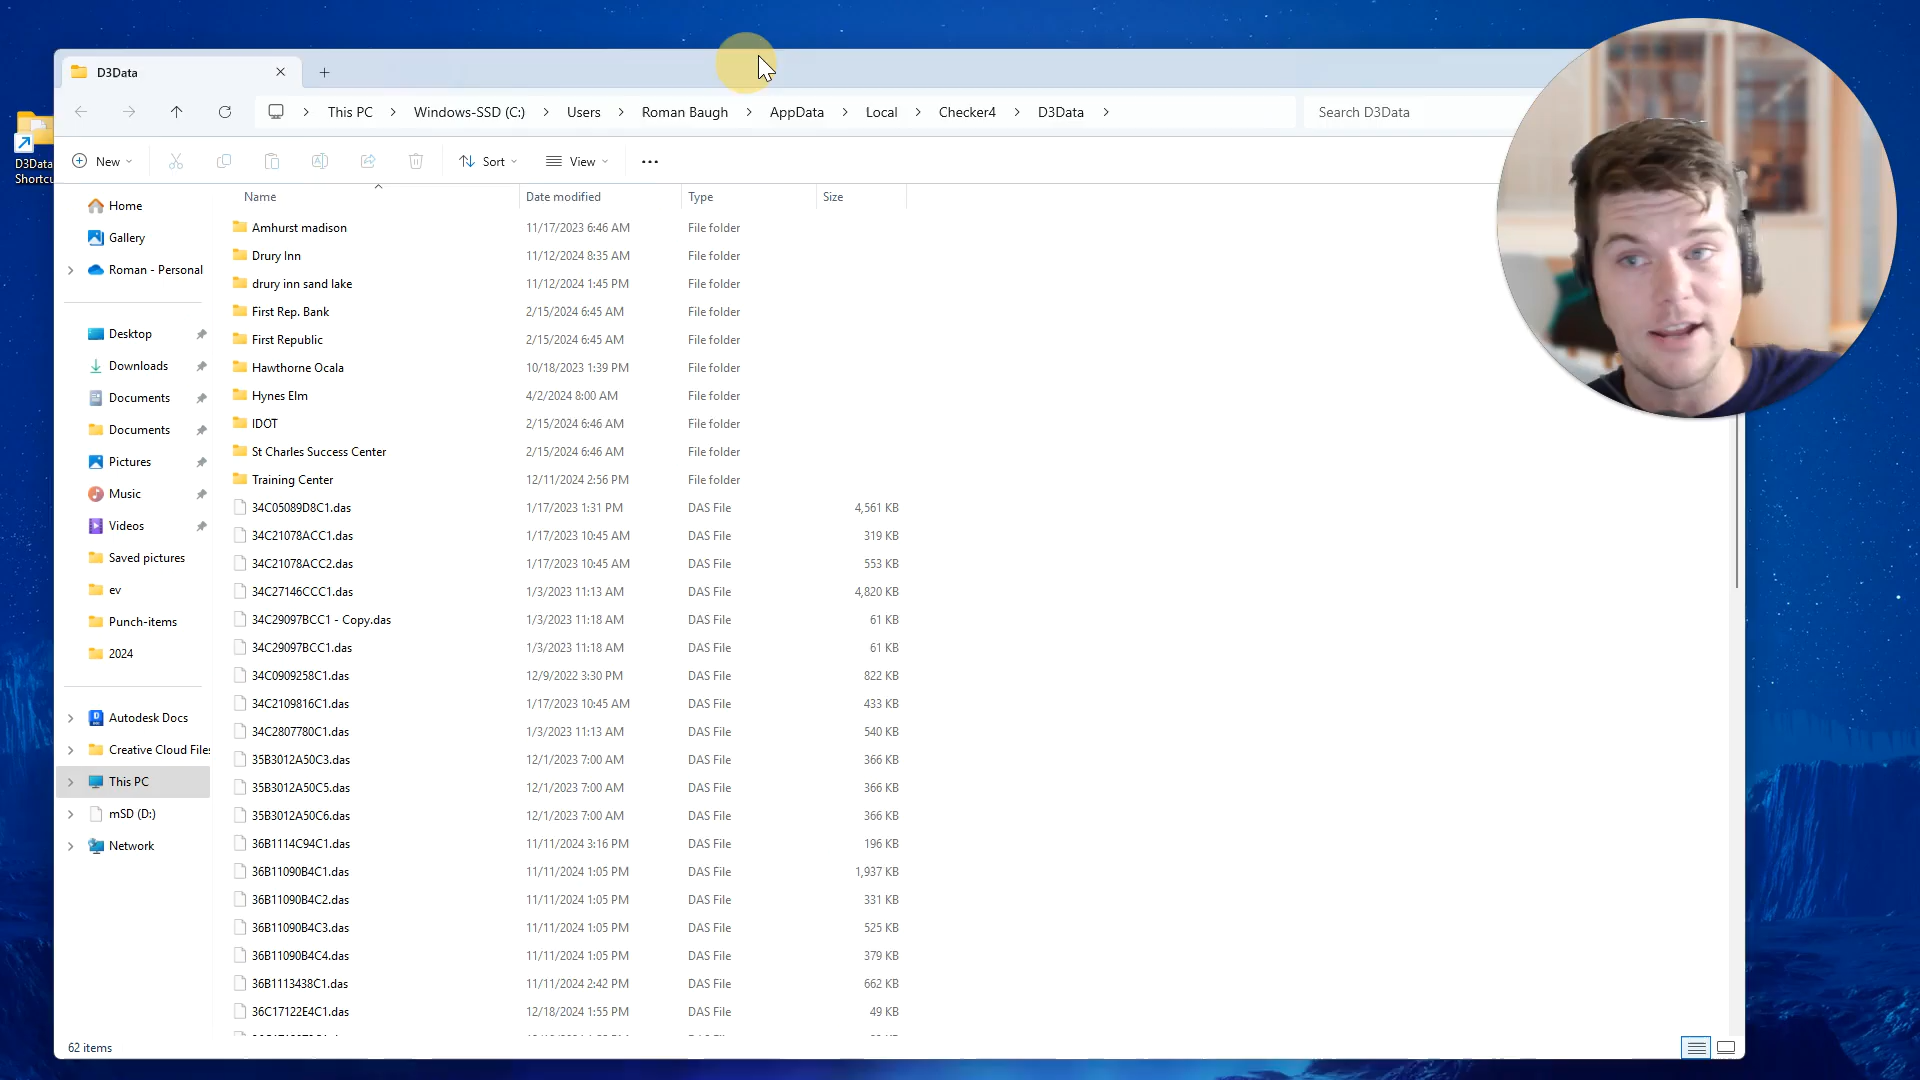 D3Data
This PC
Windows-SSD (C:)
Users
Roman Baugh
AppData
Local
Checker4
D3Data
Search D3Data
New
Sort
View
D3Data
Shortcu
Home
Gallery
Roman - Personal
Desktop
Downloads
Documents
Documents
Pictures
Music
Videos
Saved pictures
ev
Punch-items
2024
Autodesk Docs
Creative Cloud Files
This PC
mSD (D:)
Network
Name Date modified Type Size
Amhurst madison 11/17/2023 6:46 AM File folder
Drury Inn 11/12/2024 8:35 AM File folder
drury inn sand lake 11/12/2024 1:45 PM File folder
First Rep. Bank 2/15/2024 6:45 AM File folder
First Republic 2/15/2024 6:45 AM File folder
Hawthorne Ocala 10/18/2023 1:39 PM File folder
Hynes Elm 4/2/2024 8:00 AM File folder
IDOT 2/15/2024 6:46 AM File folder
St Charles Success Center 2/15/2024 6:46 AM File folder
Training Center 12/11/2024 2:56 PM File folder
34C05089D8C1.das 1/17/2023 1:31 PM DAS File 4,561 KB
34C21078ACC1.das 1/17/2023 10:45 AM DAS File 319 KB
34C21078ACC2.das 1/17/2023 10:45 AM DAS File 553 KB
34C27146CCC1.das 1/3/2023 11:13 AM DAS File 4,820 KB
34C29097BCC1 - Copy.das 1/3/2023 11:18 AM DAS File 61 KB
34C29097BCC1.das 1/3/2023 11:18 AM DAS File 61 KB
34C0909258C1.das 12/9/2022 3:30 PM DAS File 822 KB
34C2109816C1.das 1/17/2023 10:45 AM DAS File 433 KB
34C2807780C1.das 1/3/2023 11:13 AM DAS File 540 KB
35B3012A50C3.das 12/1/2023 7:00 AM DAS File 366 KB
35B3012A50C5.das 12/1/2023 7:00 AM DAS File 366 KB
35B3012A50C6.das 12/1/2023 7:00 AM DAS File 366 KB
36B1114C94C1.das 11/11/2024 3:16 PM DAS File 196 KB
36B11090B4C1.das 11/11/2024 1:05 PM DAS File 1,937 KB
36B11090B4C2.das 11/11/2024 1:05 PM DAS File 331 KB
36B11090B4C3.das 11/11/2024 1:05 PM DAS File 525 KB
36B11090B4C4.das 11/11/2024 1:05 PM DAS File 379 KB
36B1113438C1.das 11/11/2024 2:42 PM DAS File 662 KB
36C17122E4C1.das 12/18/2024 1:55 PM DAS File 49 KB
62 items